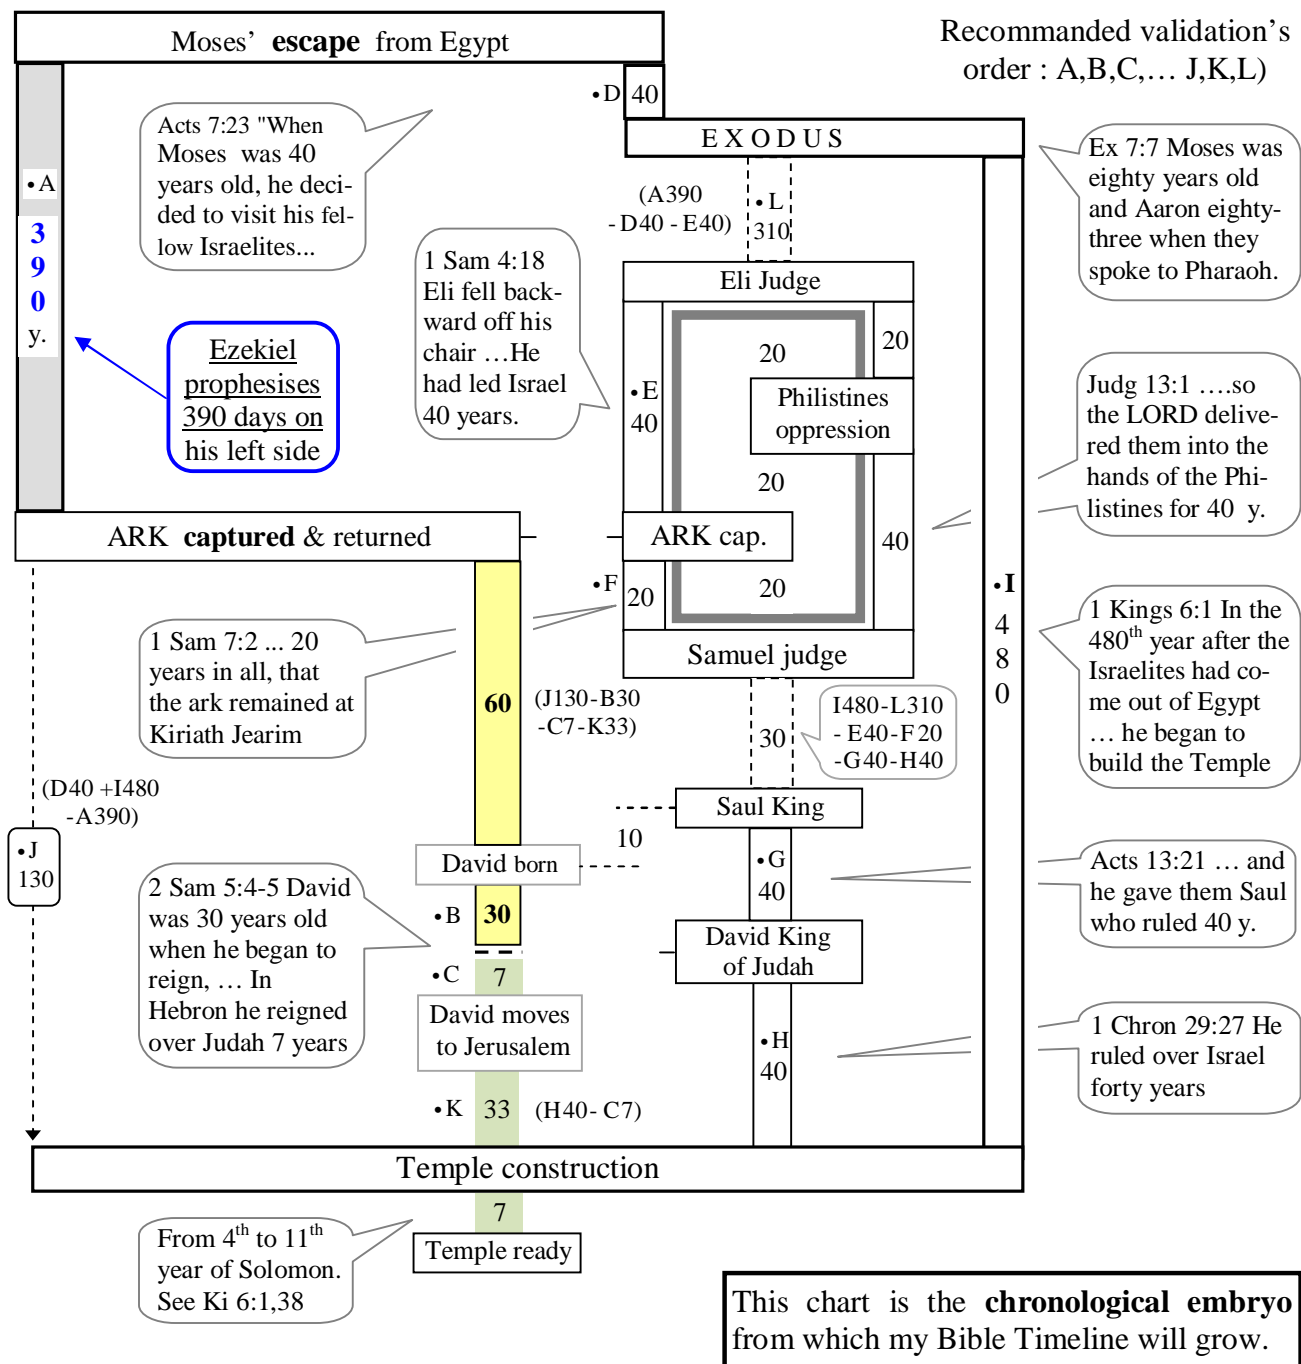 Moses’ escape from Egypt
Recommanded validation’s
order : A,B,C,… J,K,L)
•D 40
E X O D U S
Acts 7:23 "When
Moses was 40
years old, he deci-
ded to visit his fel-
low Israelites...
•A
3
9
0
y.
(A390
- D40 - E40)
•L
310
Ex 7:7 Moses was
eighty years old
and Aaron eighty-
three when they
spoke to Pharaoh.
1 Sam 4:18
Eli fell back-
ward off his
chair …He
had led Israel
40 years.
Eli Judge
20
20
•E
40
Philistines
oppression
20
Ezekiel
prophesises
390 days on
his left side
Judg 13:1 ….so
the LORD delive-
red them into the
hands of the Phi-
listines for 40 y.
ARK captured & returned
ARK cap.
40
•F
20
20
Samuel judge
•I
4
8
0
1 Sam 7:2 ... 20
years in all, that
the ark remained at
Kiriath Jearim
60
(J130-B30
-C7-K33)
30
I480-L310
- E40-F20
-G40-H40
1 Kings 6:1 In the
480th year after the
Israelites had co-
me out of Egypt
… he began to
build the Temple
(D40 +I480
-A390)
•J
130
Saul King
10
David born
•G
40
Acts 13:21 … and
he gave them Saul
who ruled 40 y.
2 Sam 5:4-5 David
was 30 years old
when he began to
reign, … In
Hebron he reigned
over Judah 7 years
•B 30
David King
of Judah
•C 7
David moves
to Jerusalem
•H
40
1 Chron 29:27 He
ruled over Israel
forty years
•K 33 (H40- C7)
Temple construction
7
From 4th to 11th
year of Solomon.
See Ki 6:1,38
Temple ready
This chart is the chronological embryo
from which my Bible Timeline will grow.